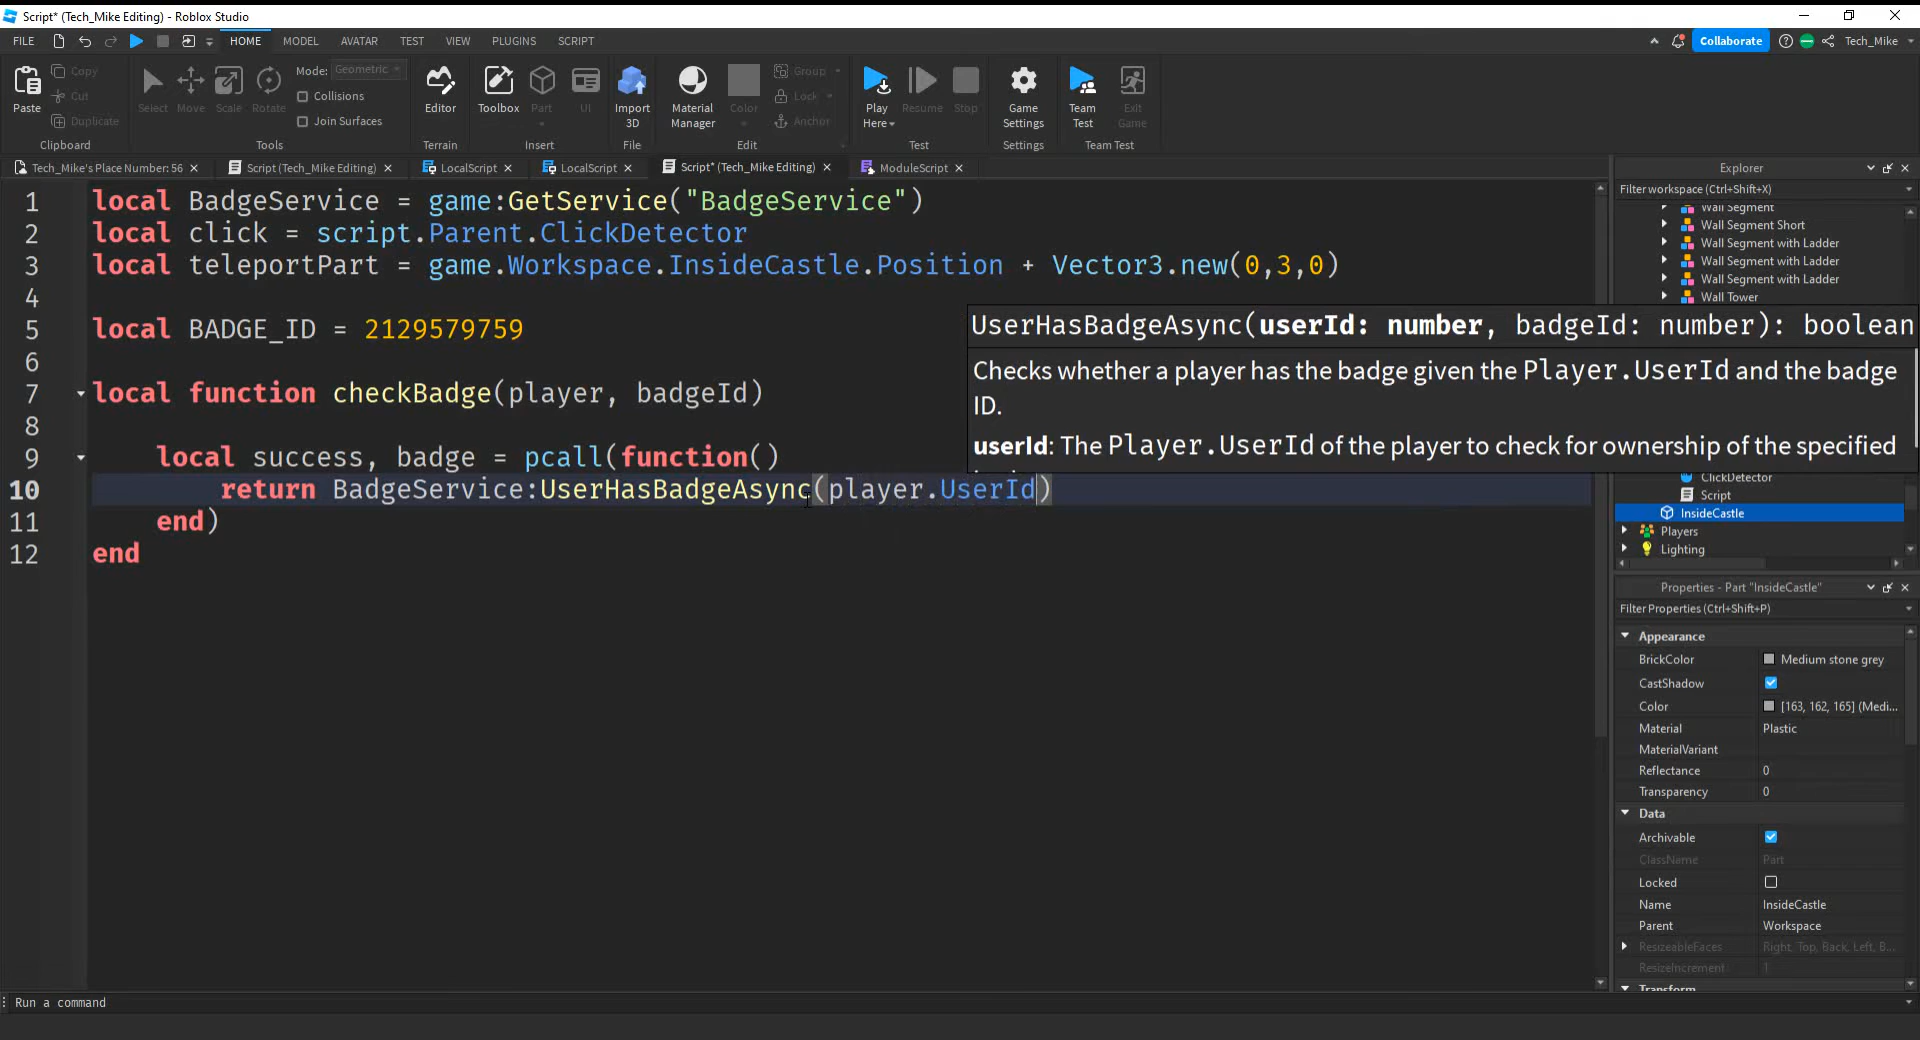 Script* (Tech_Mike Editing) - Roblox Studio
FILE HOME MODEL AVATAR TEST VIEW PLUGINS SCRIPT Collaborate Tech_Mike
Paste Copy Cut Duplicate
Select Move Scale Rotate
Mode: Geometric
Collisions
Join Surfaces
Editor Toolbox Part UI
Import 3D
Material Manager
Color
Group
Lock
Anchor
Play Here
Resume Stop
Game Settings
Team Test
Exit Game
Clipboard Tools Terrain Insert File Edit Test Settings Team Test
Tech_Mike's Place Number: 56 Script (Tech_Mike Editing) LocalScript LocalScript Script* (Tech_Mike Editing) ModuleScript
1 local BadgeService = game:GetService("BadgeService")
2 local click = script.Parent.ClickDetector
3 local teleportPart = game.Workspace.InsideCastle.Position + Vector3.new(0,3,0)
4
5 local BADGE_ID = 2129579759
6
7 local function checkBadge(player, badgeId)
8
9 local success, badge = pcall(function()
10 return BadgeService:UserHasBadgeAsync(player.UserId)
11 end)
12 end
UserHasBadgeAsync(userId: number, badgeId: number): boolean
Checks whether a player has the badge given the Player.UserId and the badge
ID.
userId: The Player.UserId of the player to check for ownership of the specified
Explorer
Filter workspace (Ctrl+Shift+X)
Wall Segment
Wall Segment Short
Wall Segment with Ladder
Wall Segment with Ladder
Wall Segment with Ladder
Wall Tower
ClickDetector
Script
InsideCastle
Players
Lighting
Properties - Part "InsideCastle"
Filter Properties (Ctrl+Shift+P)
Appearance
BrickColor Medium stone grey
CastShadow
Color [163, 162, 165] (Medi...
Material Plastic
MaterialVariant
Reflectance 0
Transparency 0
Data
Archivable
ClassName Part
Locked
Name InsideCastle
Parent Workspace
ResizeableFaces Right, Top, Back, Left, B...
ResizeIncrement 1
Transform
Run a command